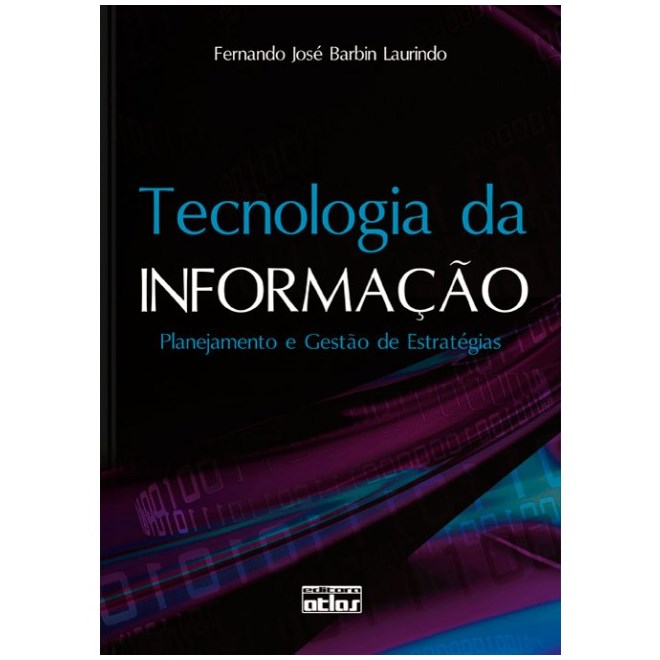 Fernando José Barbin Laurindo
Tecnologia da
INFORMAÇÃO
Planejamento e Gestão de Estratégias
editora
atlas